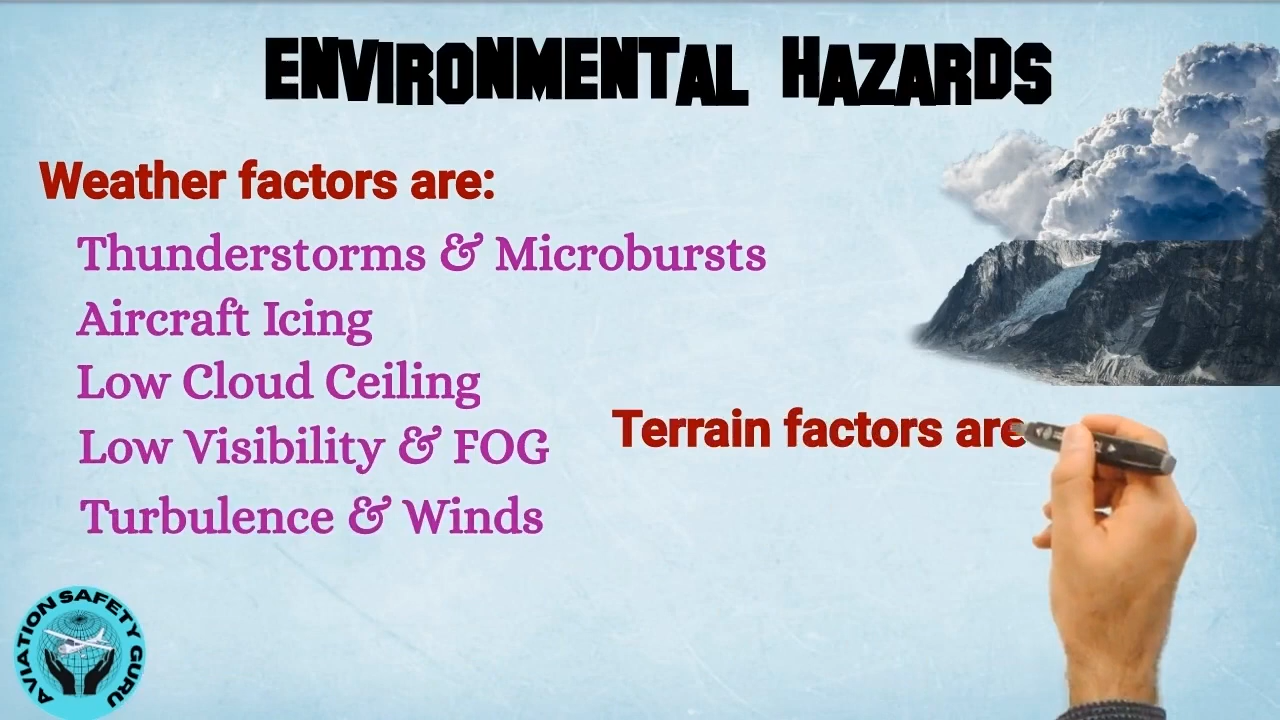 ENVIRONMENTAL HAZARDS
Weather factors are:
Thunderstorms & Microbursts
Aircraft Icing
Low Cloud Ceiling
Low Visibility & FOG
Turbulence & Winds
Terrain factors are
AVIATION SAFETY GURU